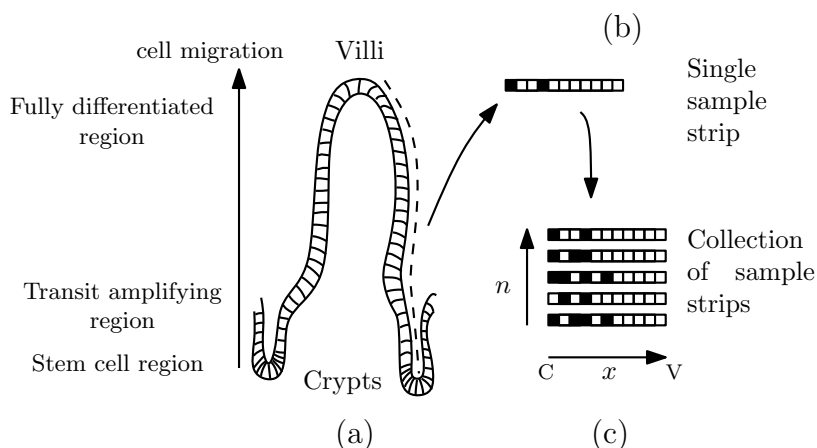 (b)
cell migration
Villi
Fully differentiated
region
Single
sample
strip
Collection
of sample
strips
n
Transit amplifying
region
Stem cell region
Crypts
C
x
V
(a)
(c)